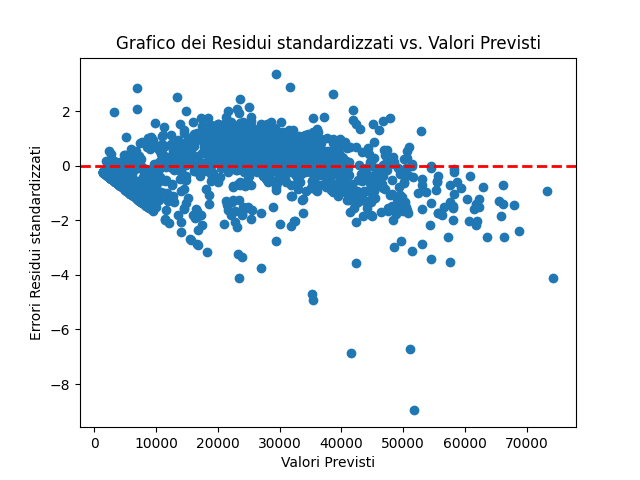 Grafico dei Residui standardizzati vs. Valori Previsti
Errori Residui standardizzati
2
0
−2
−4
−6
−8
0 10000 20000 30000 40000 50000 60000 70000
Valori Previsti